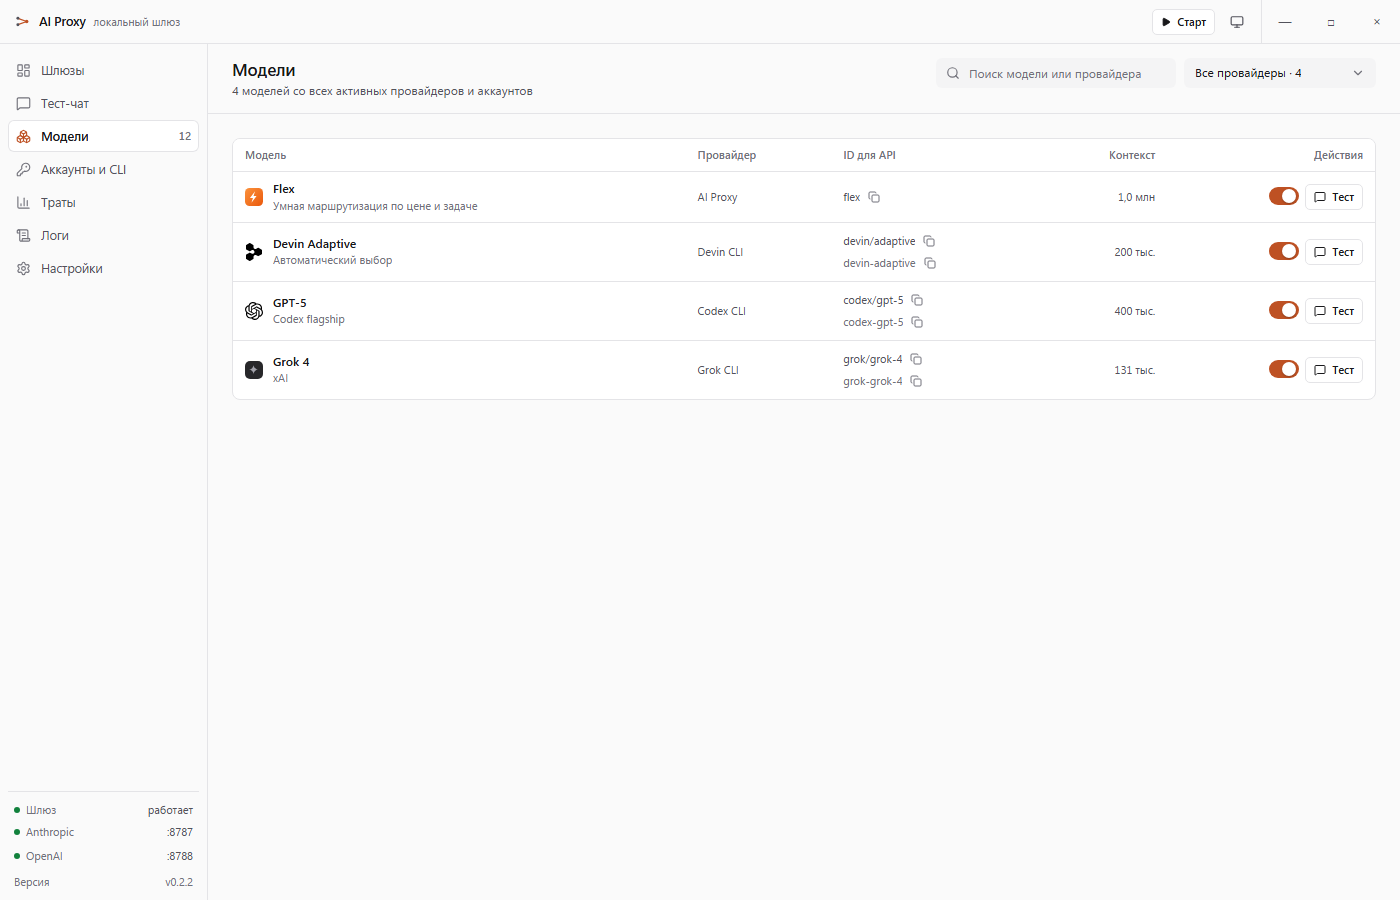 AI Proxy локальный шлюз
Старт
Шлюзы
Тест-чат
Модели 12
Аккаунты и CLI
Траты
Логи
Настройки
Шлюз работает
Anthropic :8787
OpenAI :8788
Версия v0.2.2
Модели
4 моделей со всех активных провайдеров и аккаунтов
Поиск модели или провайдера
Все провайдеры · 4
Модель Провайдер ID для API Контекст Действия
Flex
Умная маршрутизация по цене и задаче
AI Proxy
flex
1,0 млн
Тест
Devin Adaptive
Автоматический выбор
Devin CLI
devin/adaptive
devin-adaptive
200 тыс.
Тест
GPT-5
Codex flagship
Codex CLI
codex/gpt-5
codex-gpt-5
400 тыс.
Тест
Grok 4
xAI
Grok CLI
grok/grok-4
grok-grok-4
131 тыс.
Тест